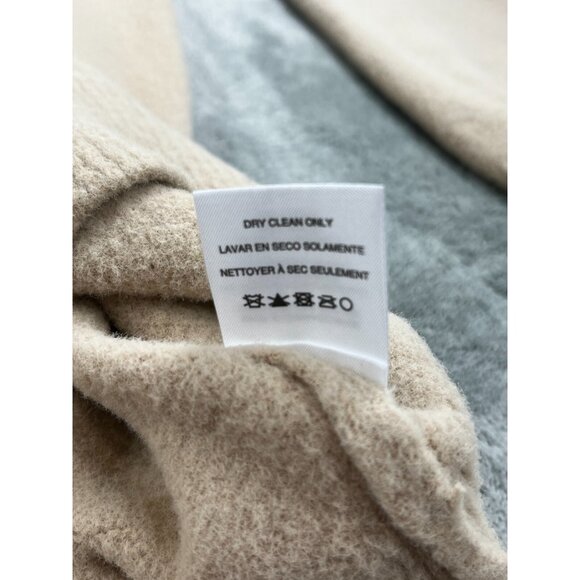 DRY CLEAN ONLY
LAVAR EN SECO SOLAMENTE
NETTOYER À SEC SEULEMENT